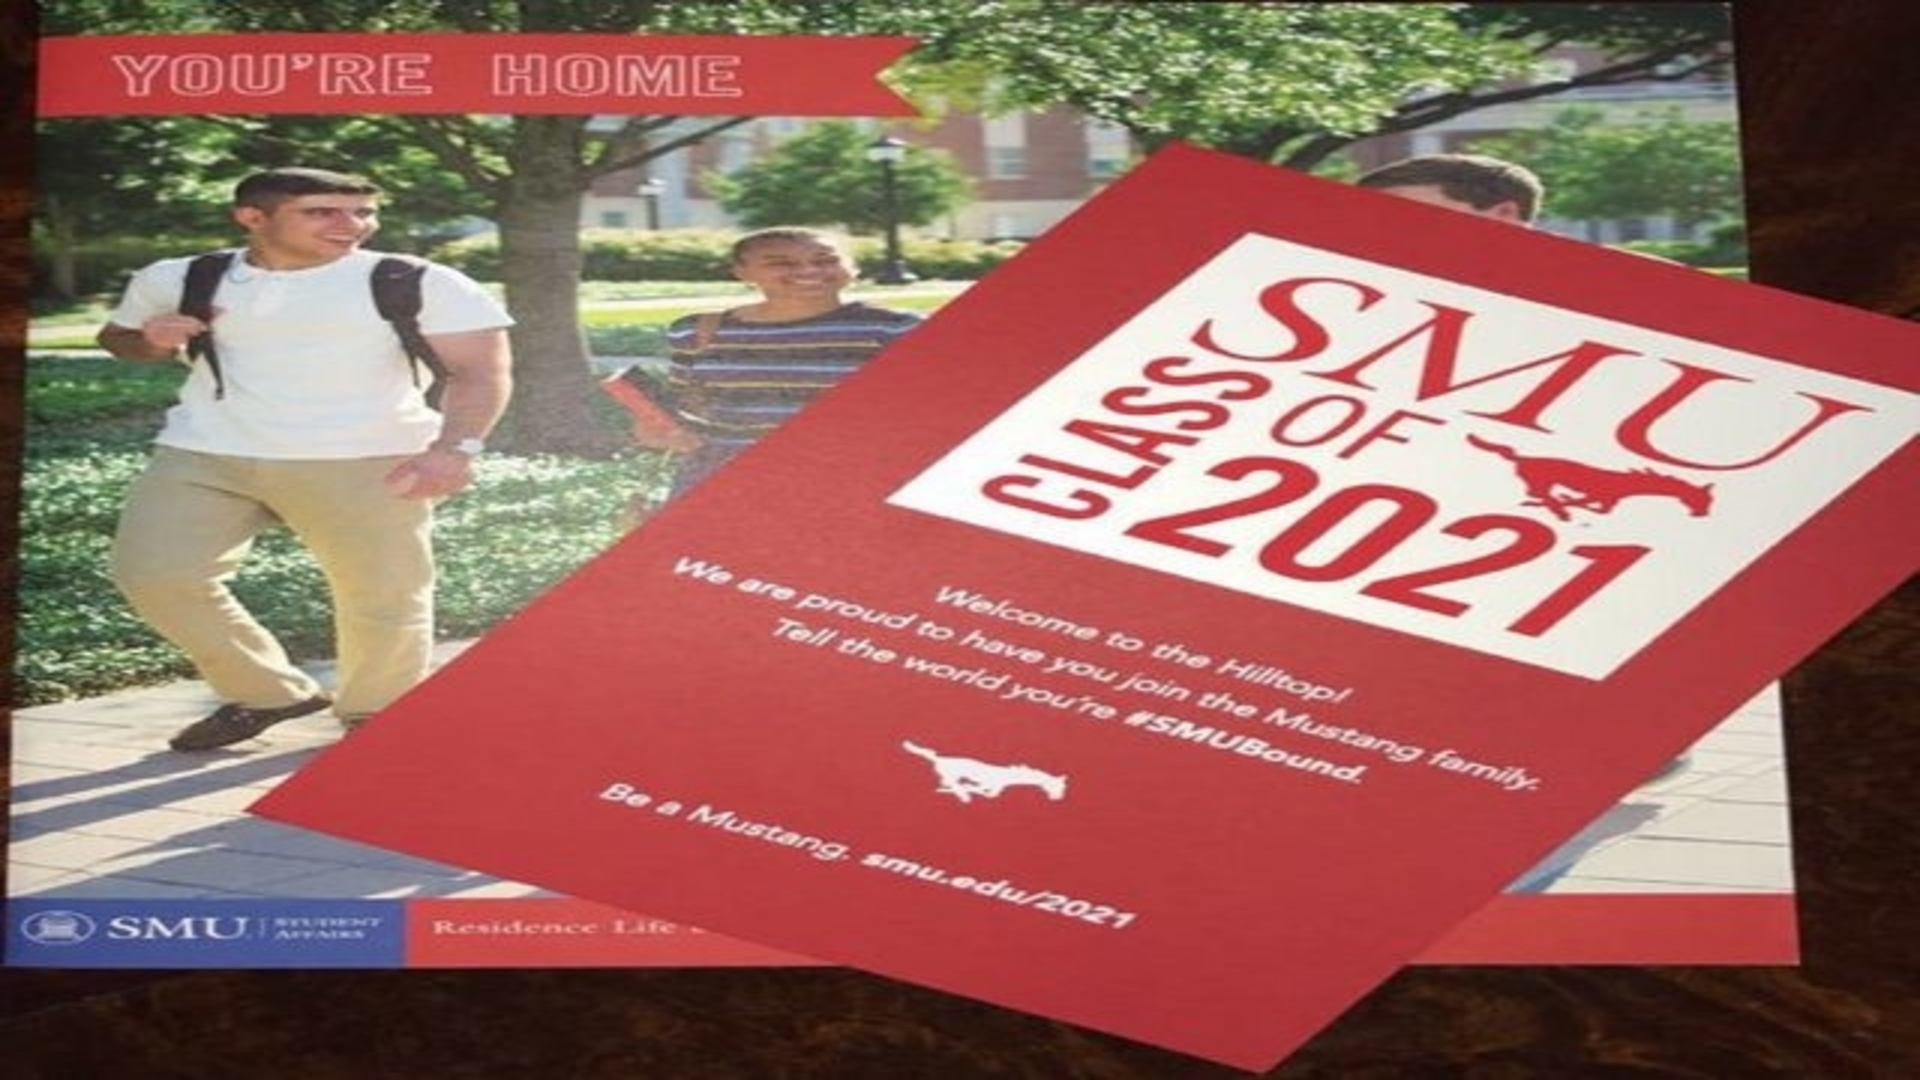 YOU'RE HOME
SMU
CLASS
OF
2021
Welcome to the Hilltop!
We are proud to have you join the Mustang family.
Tell the world you're #SMUBound.
Be a Mustang. smu.edu/2021
SMU STUDENT
AFFAIRS
Residence Life